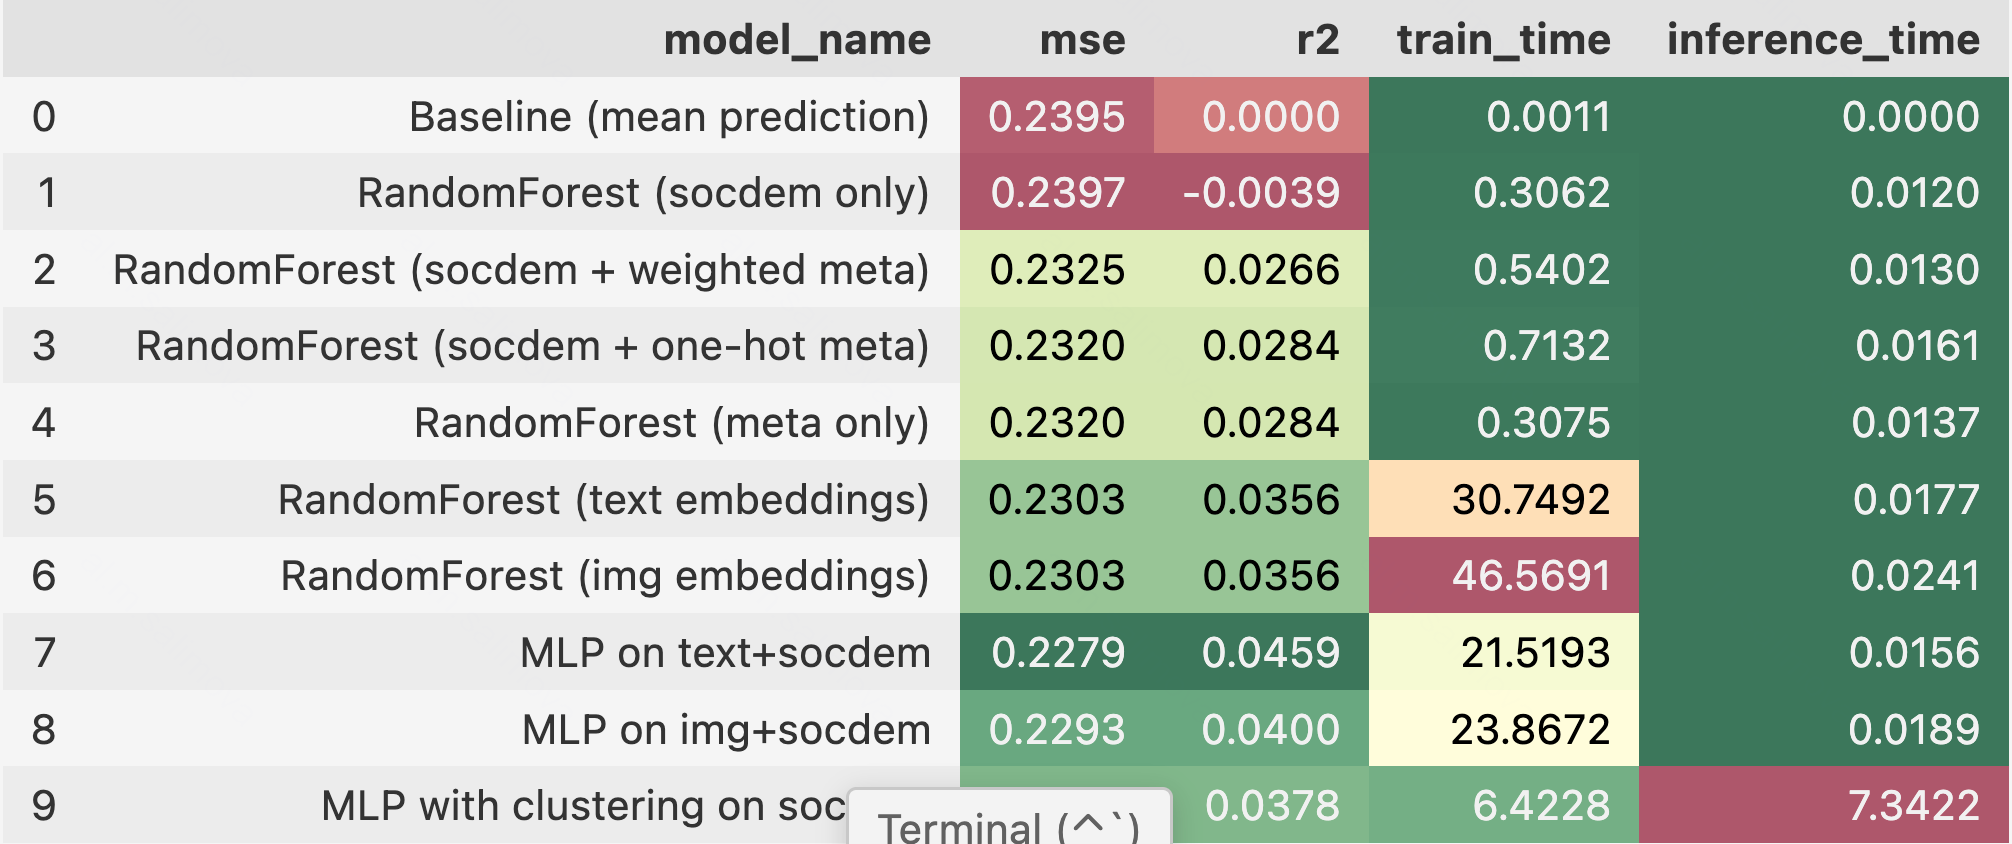 model_name mse r2 train_time inference_time
0 Baseline (mean prediction) 0.2395 0.0000 0.0011 0.0000
1 RandomForest (socdem only) 0.2397 -0.0039 0.3062 0.0120
2 RandomForest (socdem + weighted meta) 0.2325 0.0266 0.5402 0.0130
3 RandomForest (socdem + one-hot meta) 0.2320 0.0284 0.7132 0.0161
4 RandomForest (meta only) 0.2320 0.0284 0.3075 0.0137
5 RandomForest (text embeddings) 0.2303 0.0356 30.7492 0.0177
6 RandomForest (img embeddings) 0.2303 0.0356 46.5691 0.0241
7 MLP on text+socdem 0.2279 0.0459 21.5193 0.0156
8 MLP on img+socdem 0.2293 0.0400 23.8672 0.0189
9 MLP with clustering on soc 0.0378 6.4228 7.3422
Terminal (^`)